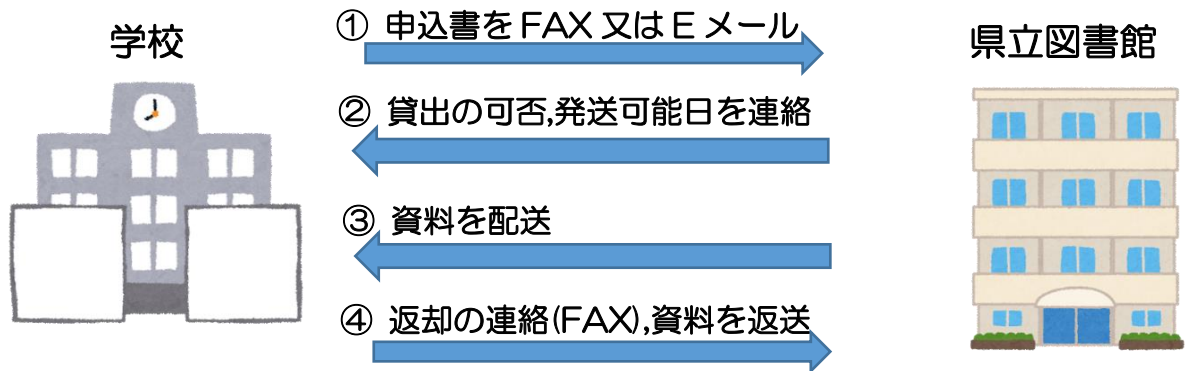 学校
県立図書館
① 申込書をFAX又はEメール
② 貸出の可否,発送可能日を連絡
③ 資料を配送
④ 返却の連絡(FAX),資料を返送